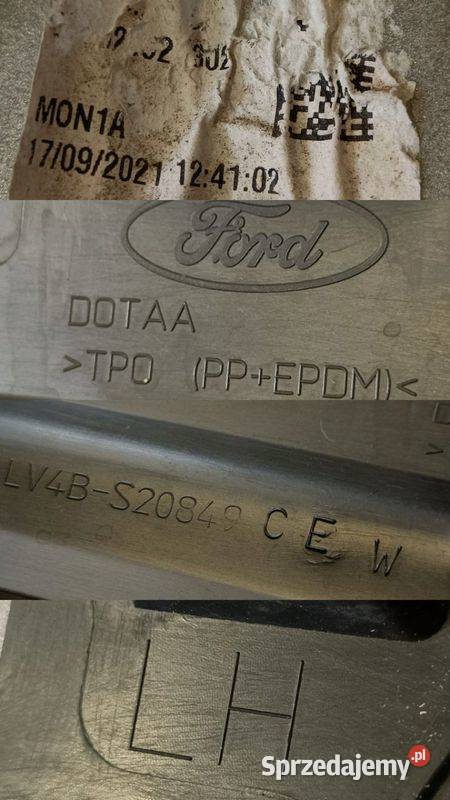 MON1A
17/09/2021 12:41:02
Ford
DOTAA
>TPO (PP+EPDM)<
LV4B-S20849 C E W
LH
Sprzedajemy.pl